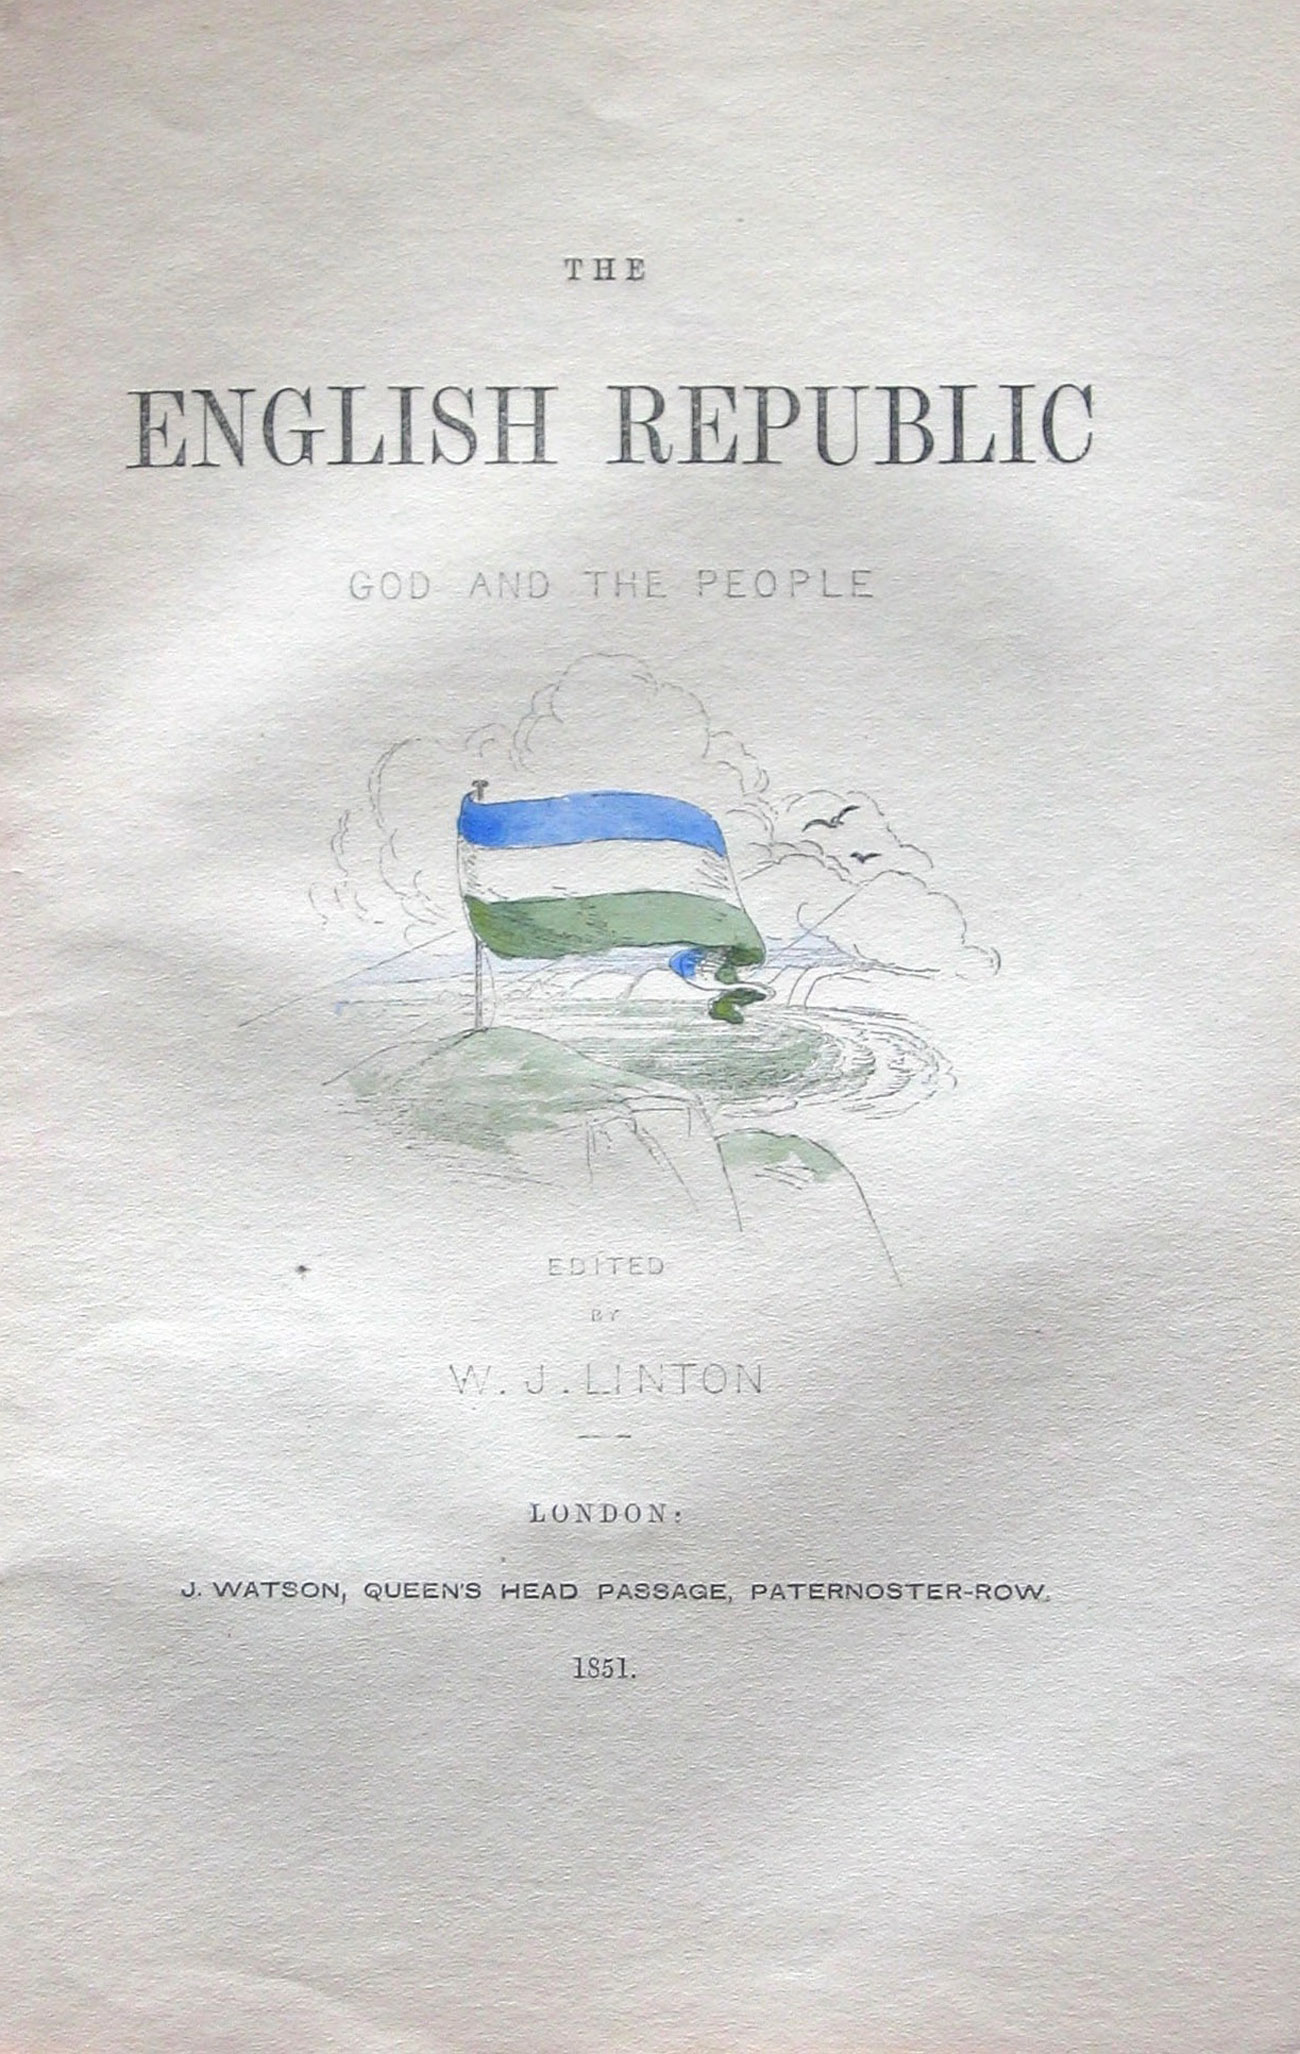 THE
ENGLISH REPUBLIC
GOD AND THE PEOPLE
EDITED
BY
W. J. LINTON
LONDON:
J. WATSON, QUEEN'S HEAD PASSAGE, PATERNOSTER-ROW.
1851.